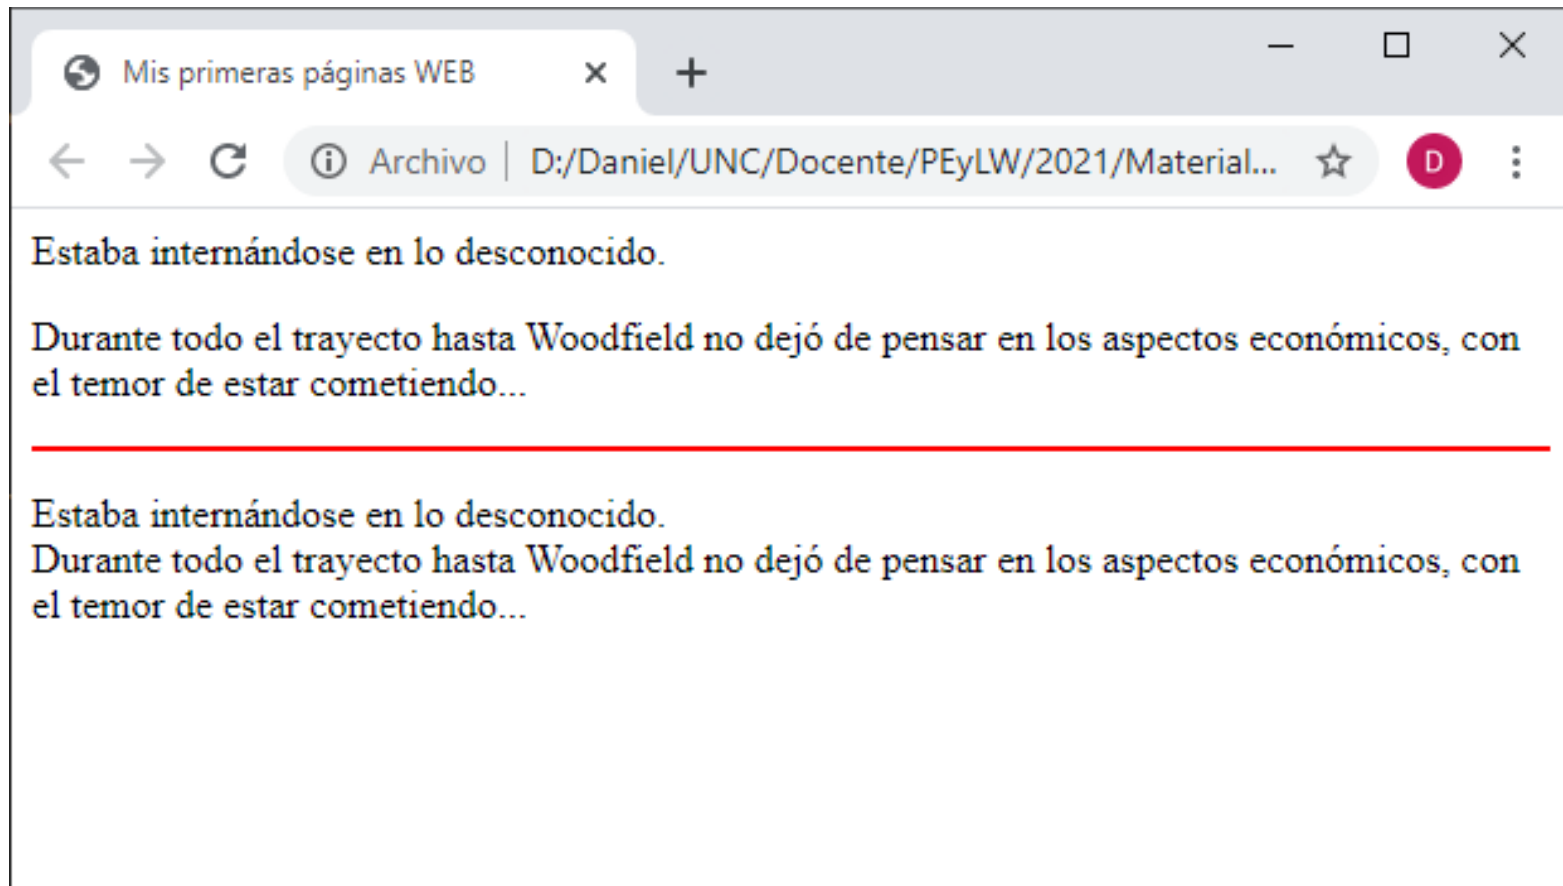 Mis primeras páginas WEB
Archivo | D:/Daniel/UNC/Docente/PEyLW/2021/Material... D
Estaba internándose en lo desconocido.
Durante todo el trayecto hasta Woodfield no dejó de pensar en los aspectos económicos, con
el temor de estar cometiendo...
Estaba internándose en lo desconocido.
Durante todo el trayecto hasta Woodfield no dejó de pensar en los aspectos económicos, con
el temor de estar cometiendo...